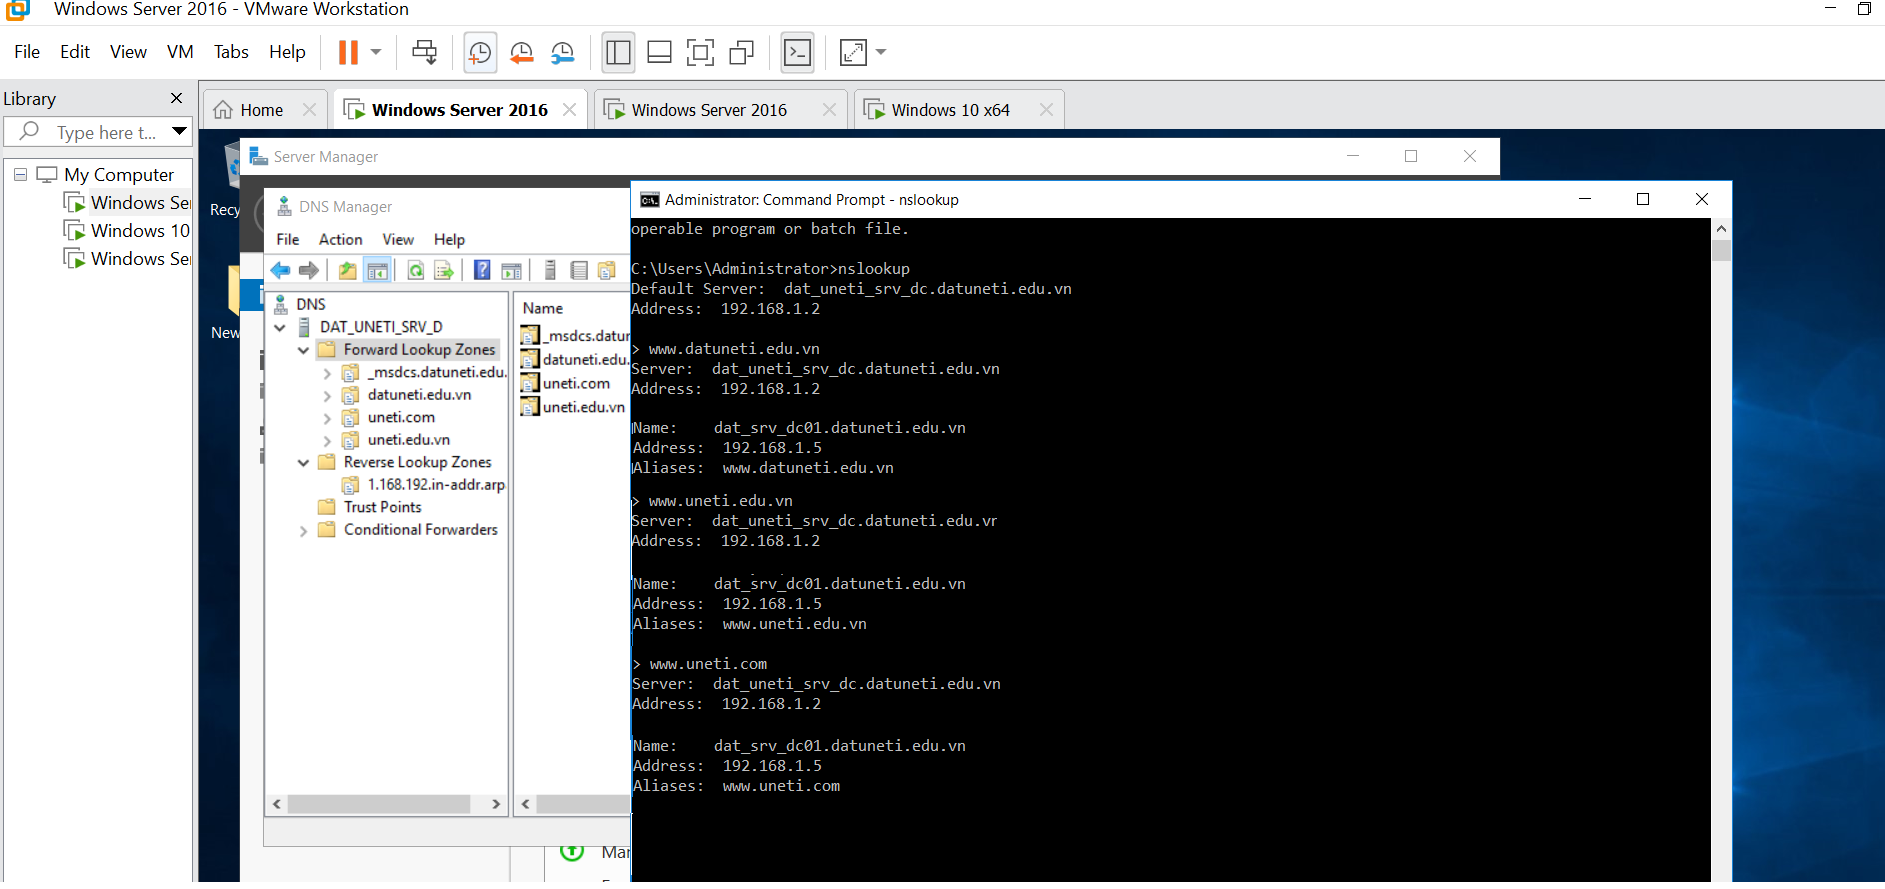 Windows Server 2016 - VMware Workstation
File Edit View VM Tabs Help
Library
Type here t...
Home
Windows Server 2016
Windows Server 2016
Windows 10 x64
My Computer
Windows Ser
Windows 10
Windows Ser
Recy
New
Server Manager
DNS Manager
File Action View Help
DNS
DAT_UNETI_SRV_D
Forward Lookup Zones
_msdcs.datuneti.edu.
datuneti.edu.vn
uneti.com
uneti.edu.vn
Reverse Lookup Zones
1.168.192.in-addr.arp
Trust Points
Conditional Forwarders
Name
_msdcs.datur
datuneti.edu.
uneti.com
uneti.edu.vn
Mar
Administrator: Command Prompt - nslookup
operable program or batch file.
C:\Users\Administrator>nslookup
Default Server:  dat_uneti_srv_dc.datuneti.edu.vn
Address:  192.168.1.2
> www.datuneti.edu.vn
Server:  dat_uneti_srv_dc.datuneti.edu.vn
Address:  192.168.1.2
Name:    dat_srv_dc01.datuneti.edu.vn
Address:  192.168.1.5
Aliases:  www.datuneti.edu.vn
> www.uneti.edu.vn
Server:  dat_uneti_srv_dc.datuneti.edu.vr
Address:  192.168.1.2
Name:    dat_srv_dc01.datuneti.edu.vn
Address:  192.168.1.5
Aliases:  www.uneti.edu.vn
> www.uneti.com
Server:  dat_uneti_srv_dc.datuneti.edu.vn
Address:  192.168.1.2
Name:    dat_srv_dc01.datuneti.edu.vn
Address:  192.168.1.5
Aliases:  www.uneti.com